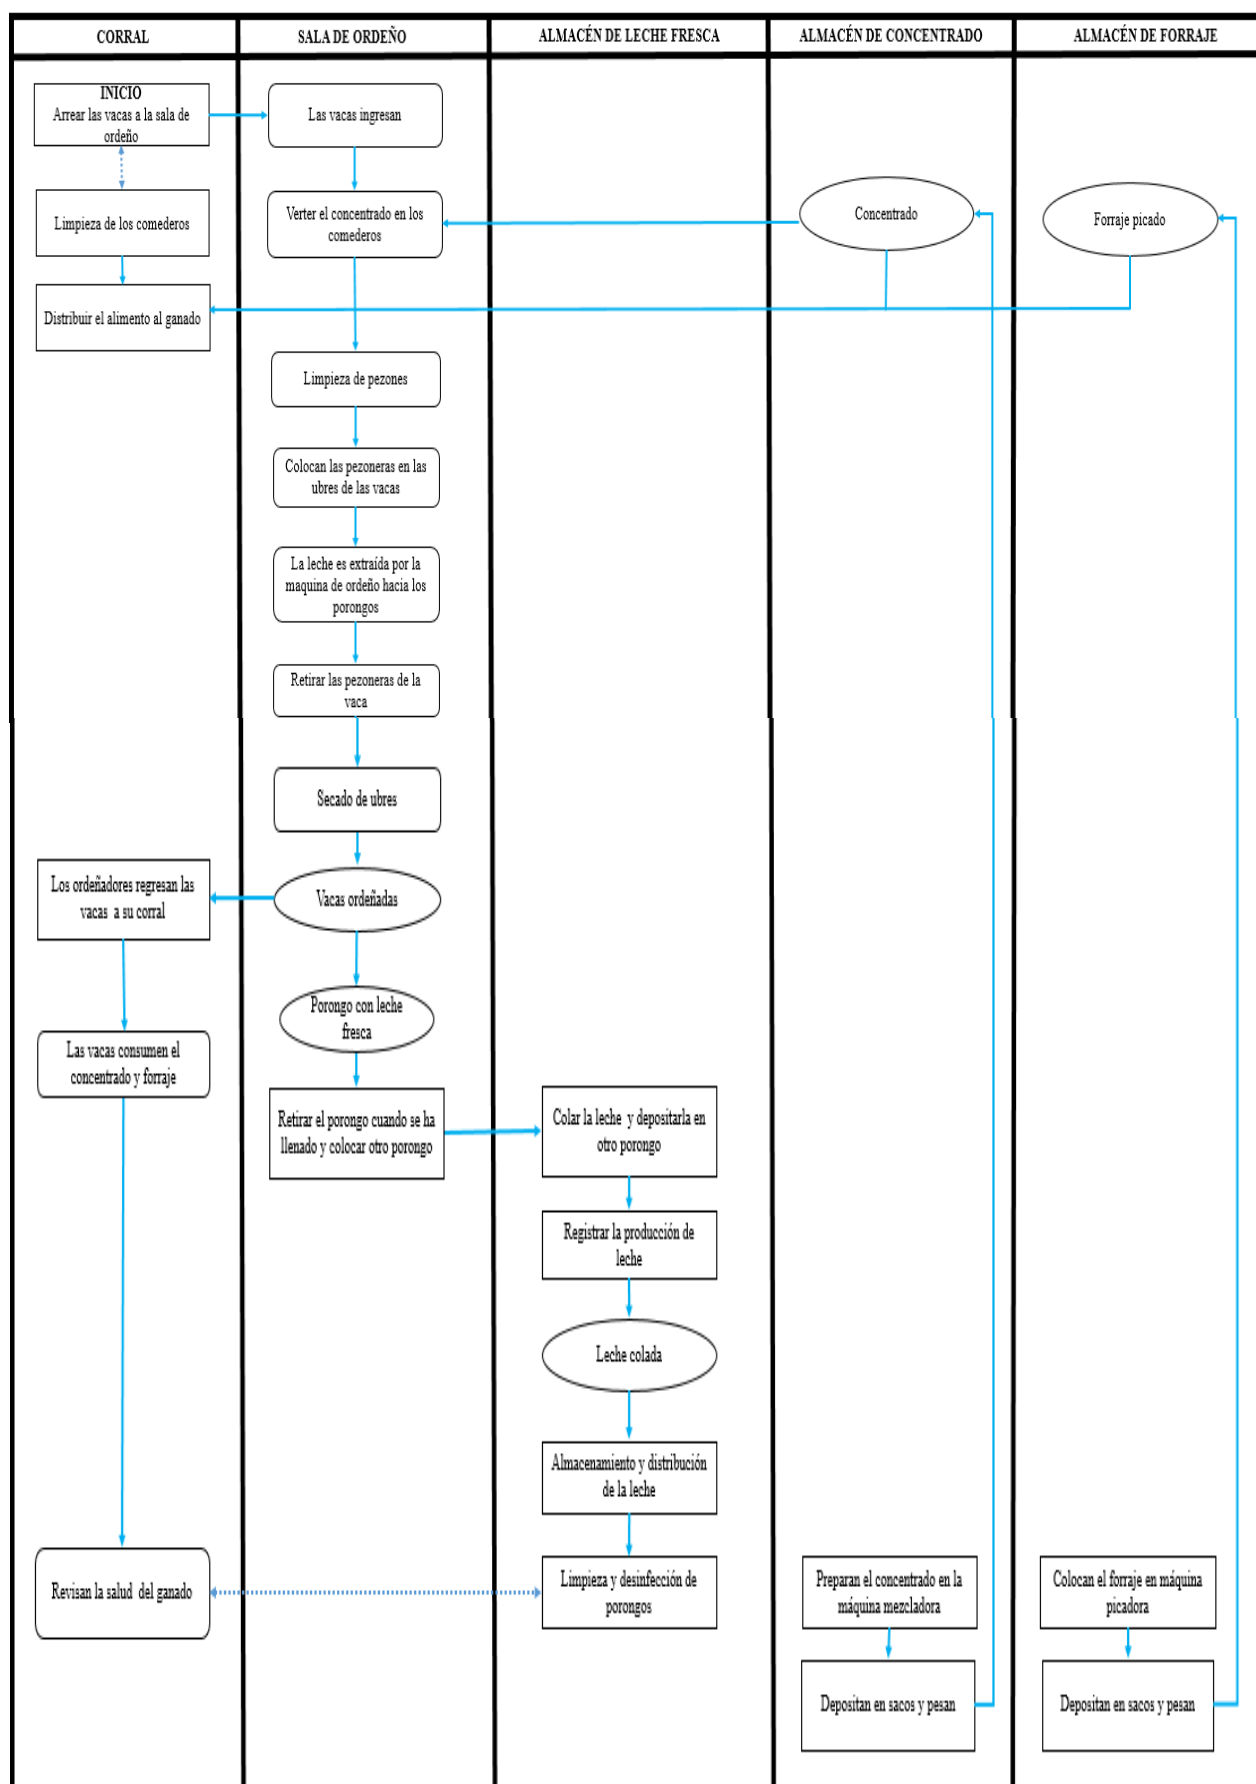 CORRAL
SALA DE ORDEÑO
ALMACÉN DE LECHE FRESCA
ALMACÉN DE CONCENTRADO
ALMACÉN DE FORRAJE
INICIO
Arrear las vacas a la sala de
ordeño
Las vacas ingresan
Limpieza de los comederos
Verter el concentrado en los
comederos
Concentrado
Forraje picado
Distribuir el alimento al ganado
Limpieza de pezones
Colocan las pezoneras en las
ubres de las vacas
La leche es extraída por la
maquina de ordeño hacia los
porongos
Retirar las pezoneras de la
vaca
Secado de ubres
Los ordeñadores regresan las
vacas a su corral
Vacas ordeñadas
Porongo con leche
fresca
Las vacas consumen el
concentrado y forraje
Retirar el porongo cuando se ha
llenado y colocar otro porongo
Colar la leche y depositarla en
otro porongo
Registrar la producción de
leche
Leche colada
Almacenamiento y distribución
de la leche
Revisan la salud del ganado
Limpieza y desinfección de
porongos
Preparan el concentrado en la
máquina mezcladora
Colocan el forraje en máquina
picadora
Depositan en sacos y pesan
Depositan en sacos y pesan